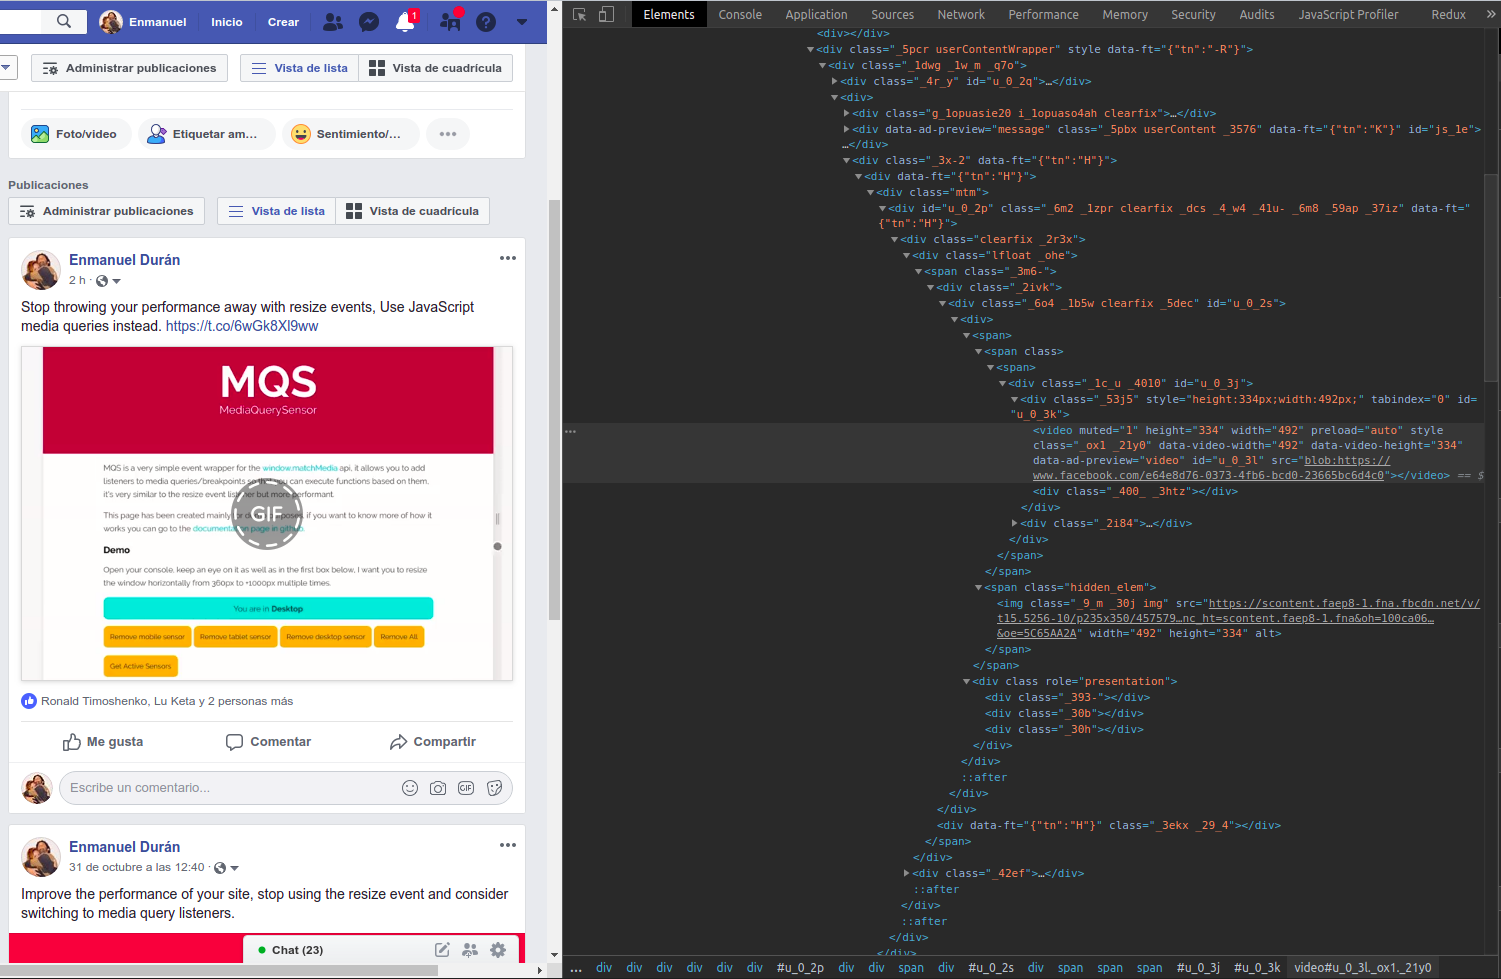 Enmanuel Inicio Crear 1
Administrar publicaciones Vista de lista Vista de cuadrícula
Foto/video Etiquetar am... Sentimiento/...
Publicaciones
Administrar publicaciones Vista de lista Vista de cuadrícula
Enmanuel Durán
2 h ·
Stop throwing your performance away with resize events, Use JavaScript
media queries instead. https://t.co/6wGk8Xl9ww
MQS
MediaQuerySensor
MQS is a very simple event wrapper for the window.matchMedia api, it allows you to add
listeners to media queries/breakpoints so that you can execute functions based on them,
it's very similar to the resize event listener but more performant.
This page has been created mainly for demo purposes, if you want to know more of how it
works you can go to the documentation page in github.
GIF
Demo
Open your console, keep an eye on it as well as in the first box below, I want you to resize
the window horizontally from 360px to +1000px multiple times.
You are in Desktop
Remove mobile sensor Remove tablet sensor Remove desktop sensor Remove All
Get Active Sensors
Ronald Timoshenko, Lu Keta y 2 personas más
Me gusta Comentar Compartir
Escribe un comentario... GIF
Enmanuel Durán
31 de octubre a las 12:40 ·
Improve the performance of your site, stop using the resize event and consider
switching to media query listeners.
Chat (23)
Elements Console Application Sources Network Performance Memory Security Audits JavaScript Profiler Redux »
<div></div>
<div class="_5pcr userContentWrapper" style data-ft="{"tn":"-R"}">
<div class="_1dwg _1w_m _q7o">
<div class="_4r_y" id="u_0_2q">…</div>
<div>
<div class="g_1opuasie20 i_1opuaso4ah clearfix">…</div>
<div data-ad-preview="message" class="_5pbx userContent _3576" data-ft="{"tn":"K"}" id="js_1e">
…</div>
<div class="_3x-2" data-ft="{"tn":"H"}">
<div data-ft="{"tn":"H"}">
<div class="mtm">
<div id="u_0_2p" class="_6m2 _1zpr clearfix _dcs _4_w4 _41u- _6m8 _59ap _37iz" data-ft="
{"tn":"H"}">
<div class="clearfix _2r3x">
<div class="lfloat _ohe">
<span class="_3m6-">
<div class="_2ivk">
<div class="_6o4 _1b5w clearfix _5dec" id="u_0_2s">
<div>
<span>
<span class>
<span>
<div class="_1c_u _4010" id="u_0_3j">
<div class="_53j5" style="height:334px;width:492px;" tabindex="0" id=
"u_0_3k">
<video muted="1" height="334" width="492" preload="auto" style
class="_ox1 _21y0" data-video-width="492" data-video-height="334"
data-ad-preview="video" id="u_0_3l" src="blob:https://
www.facebook.com/e64e8d76-0373-4fb6-bcd0-23665bc6d4c0"></video> == $
<div class="_400_ _3htz"></div>
</div>
<div class="_2i84">…</div>
</div>
</span>
</span>
<span class="hidden_elem">
<img class="_9_m _30j img" src="https://scontent.faep8-1.fna.fbcdn.net/v/
t15.5256-10/p235x350/457579…nc_ht=scontent.faep8-1.fna&oh=100ca06…
&oe=5C65AA2A" width="492" height="334" alt>
</span>
</span>
<div class role="presentation">
<div class="_393-"></div>
<div class="_30b"></div>
<div class="_30h"></div>
</div>
</div>
::after
</div>
</div>
<div data-ft="{"tn":"H"}" class="_3ekx _29_4"></div>
</span>
</div>
<div class="_42ef">…</div>
::after
</div>
::after
</div>
</div>
... div div div div div #u_0_2p div div span div #u_0_2s div span span span #u_0_3j #u_0_3k video#u_0_3l._ox1._21y0